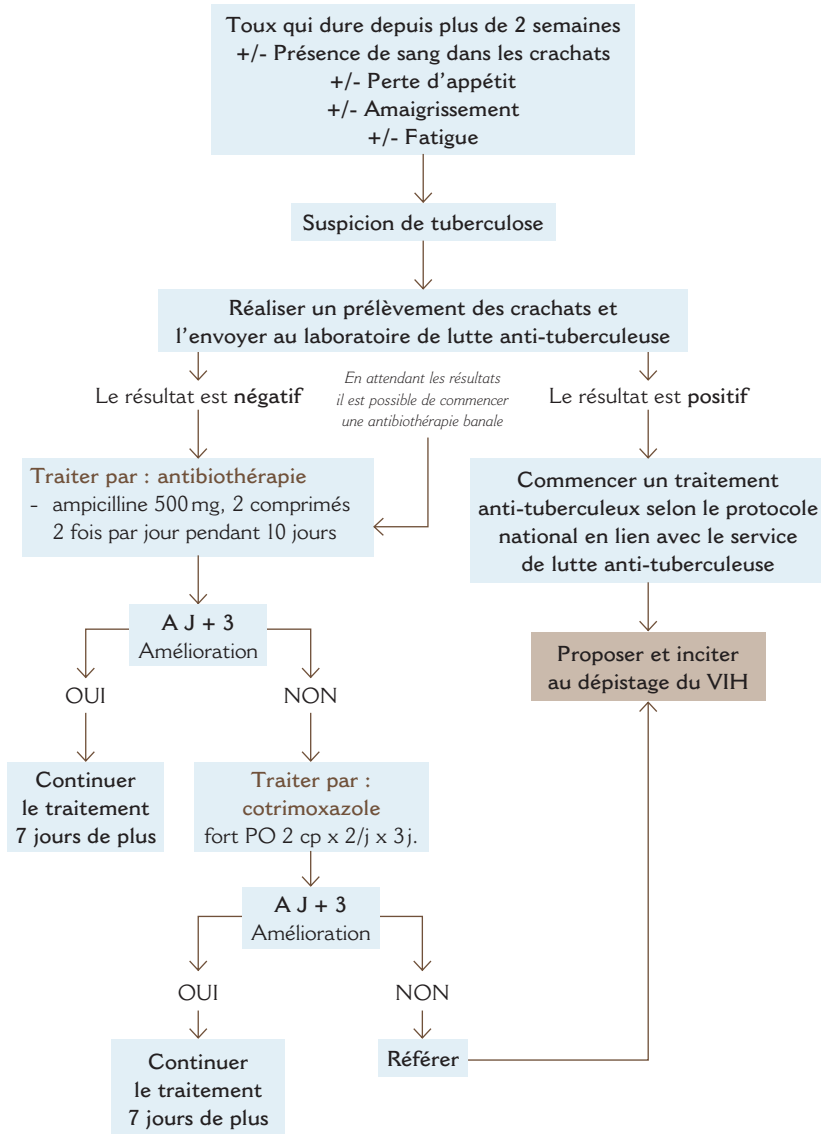 Toux qui dure depuis plus de 2 semaines
+/- Présence de sang dans les crachats
+/- Perte d'appétit
+/- Amaigrissement
+/- Fatigue
Suspicion de tuberculose
Réaliser un prélèvement des crachats et
l'envoyer au laboratoire de lutte anti-tuberculeuse
Le résultat est négatif
En attendant les résultats
il est possible de commencer
une antibiothérapie banale
Le résultat est positif
Traiter par : antibiothérapie
- ampicilline 500 mg, 2 comprimés
2 fois par jour pendant 10 jours
Commencer un traitement
anti-tuberculeux selon le protocole
national en lien avec le service
de lutte anti-tuberculeuse
A J + 3
Amélioration
Proposer et inciter
au dépistage du VIH
OUI
NON
Continuer
le traitement
7 jours de plus
Traiter par :
cotrimoxazole
fort PO 2 cp x 2/j x 3 j.
A J + 3
Amélioration
OUI
NON
Continuer
le traitement
7 jours de plus
Référer